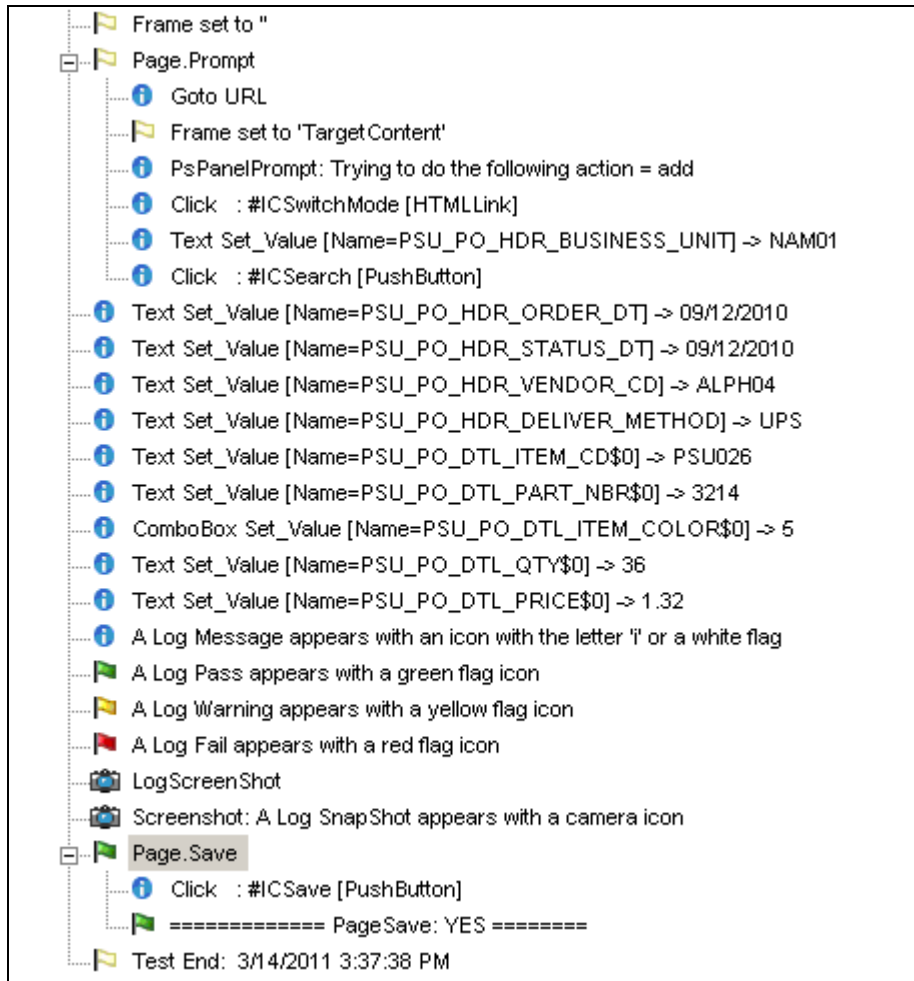 Frame set to ''
Page.Prompt
Goto URL
Frame set to 'TargetContent'
PsPanelPrompt: Trying to do the following action = add
Click : #ICSwitchMode [HTMLLink]
Text Set_Value [Name=PSU_PO_HDR_BUSINESS_UNIT] -> NAM01
Click : #ICSearch [PushButton]
Text Set_Value [Name=PSU_PO_HDR_ORDER_DT] -> 09/12/2010
Text Set_Value [Name=PSU_PO_HDR_STATUS_DT] -> 09/12/2010
Text Set_Value [Name=PSU_PO_HDR_VENDOR_CD] -> ALPH04
Text Set_Value [Name=PSU_PO_HDR_DELIVER_METHOD] -> UPS
Text Set_Value [Name=PSU_PO_DTL_ITEM_CD$0] -> PSU026
Text Set_Value [Name=PSU_PO_DTL_PART_NBR$0] -> 3214
ComboBox Set_Value [Name=PSU_PO_DTL_ITEM_COLOR$0] -> 5
Text Set_Value [Name=PSU_PO_DTL_QTY$0] -> 36
Text Set_Value [Name=PSU_PO_DTL_PRICE$0] -> 1.32
A Log Message appears with an icon with the letter 'i' or a white flag
A Log Pass appears with a green flag icon
A Log Warning appears with a yellow flag icon
A Log Fail appears with a red flag icon
LogScreenShot
Screenshot: A Log SnapShot appears with a camera icon
Page.Save
Click : #ICSave [PushButton]
============= PageSave: YES ========
Test End: 3/14/2011 3:37:38 PM